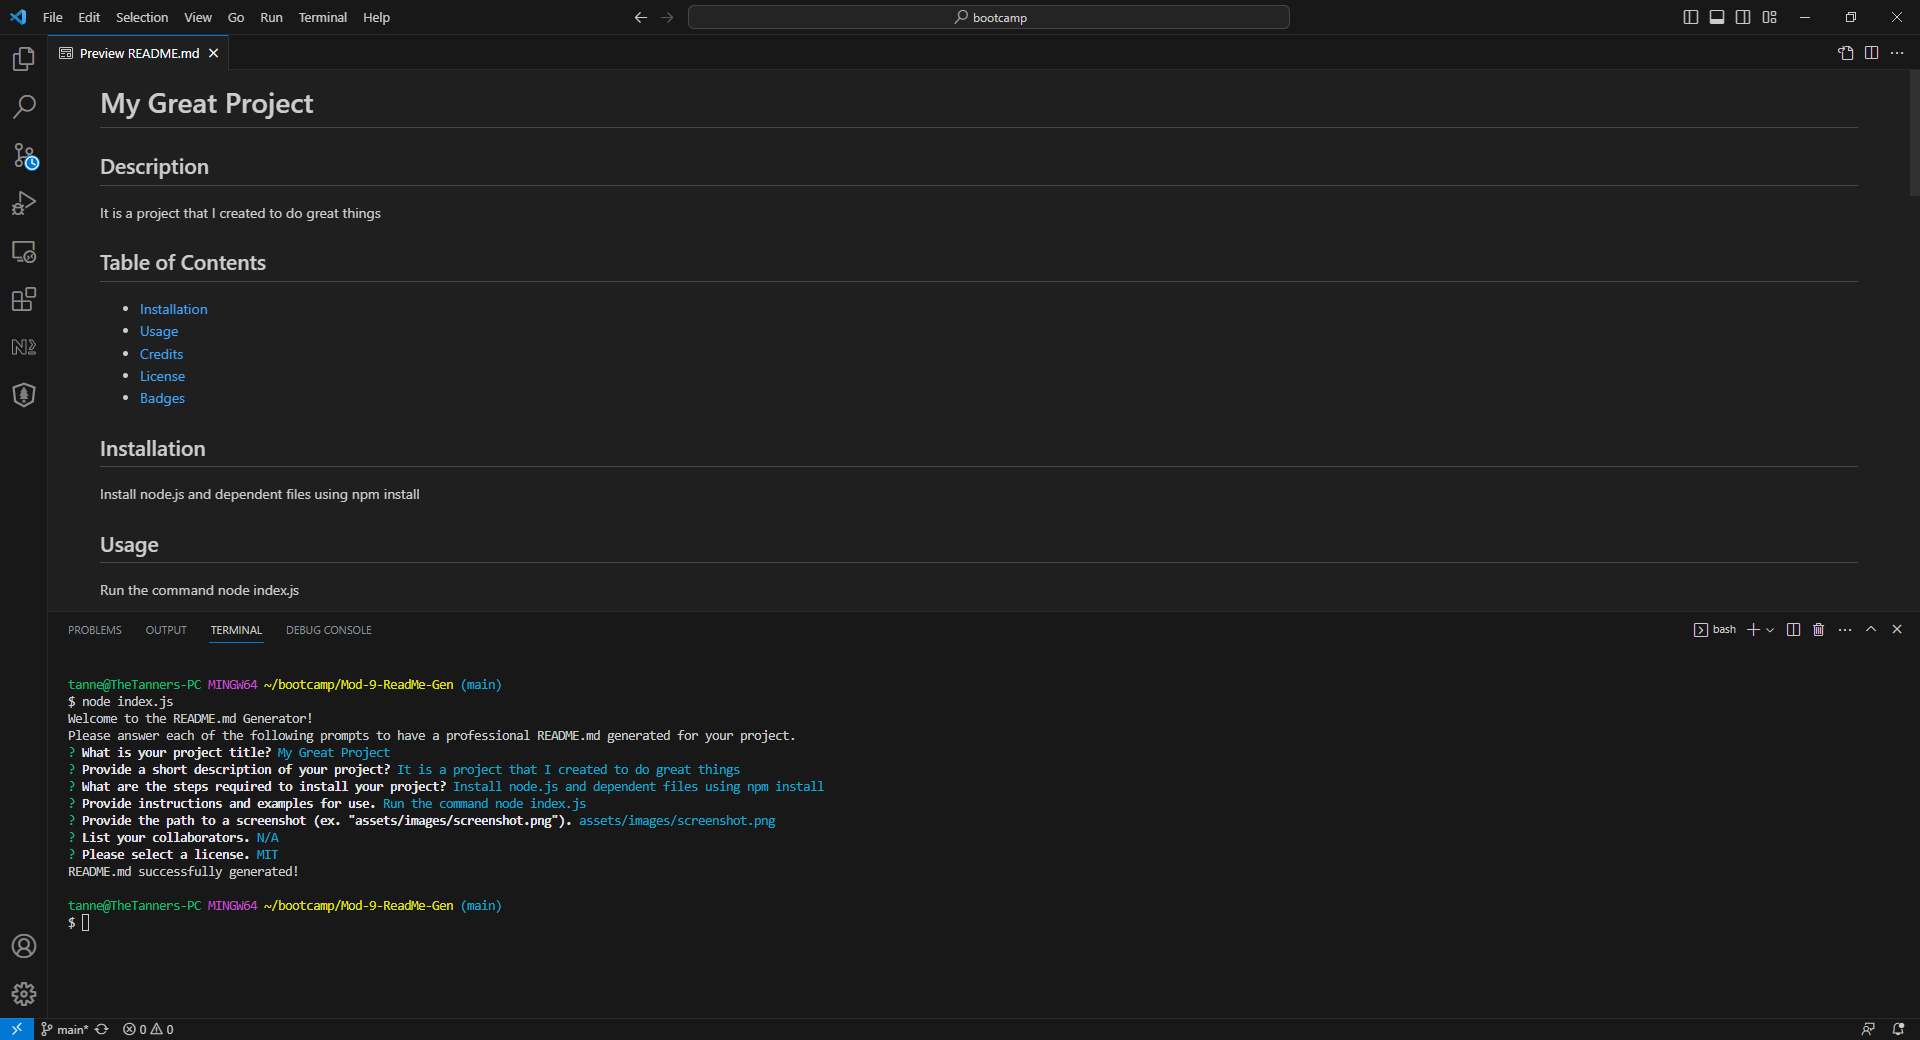 File Edit Selection View Go Run Terminal Help
bootcamp
Preview README.md
My Great Project
Description
It is a project that I created to do great things
Table of Contents
Installation
Usage
Credits
License
Badges
Installation
Install node.js and dependent files using npm install
Usage
Run the command node index.js
PROBLEMS OUTPUT TERMINAL DEBUG CONSOLE
bash
tanne@TheTanners-PC MINGW64 ~/bootcamp/Mod-9-ReadMe-Gen (main)
$ node index.js
Welcome to the README.md Generator!
Please answer each of the following prompts to have a professional README.md generated for your project.
? What is your project title? My Great Project
? Provide a short description of your project? It is a project that I created to do great things
? What are the steps required to install your project? Install node.js and dependent files using npm install
? Provide instructions and examples for use. Run the command node index.js
? Provide the path to a screenshot (ex. "assets/images/screenshot.png"). assets/images/screenshot.png
? List your collaborators. N/A
? Please select a license. MIT
README.md successfully generated!
tanne@TheTanners-PC MINGW64 ~/bootcamp/Mod-9-ReadMe-Gen (main)
$
main* 0 0